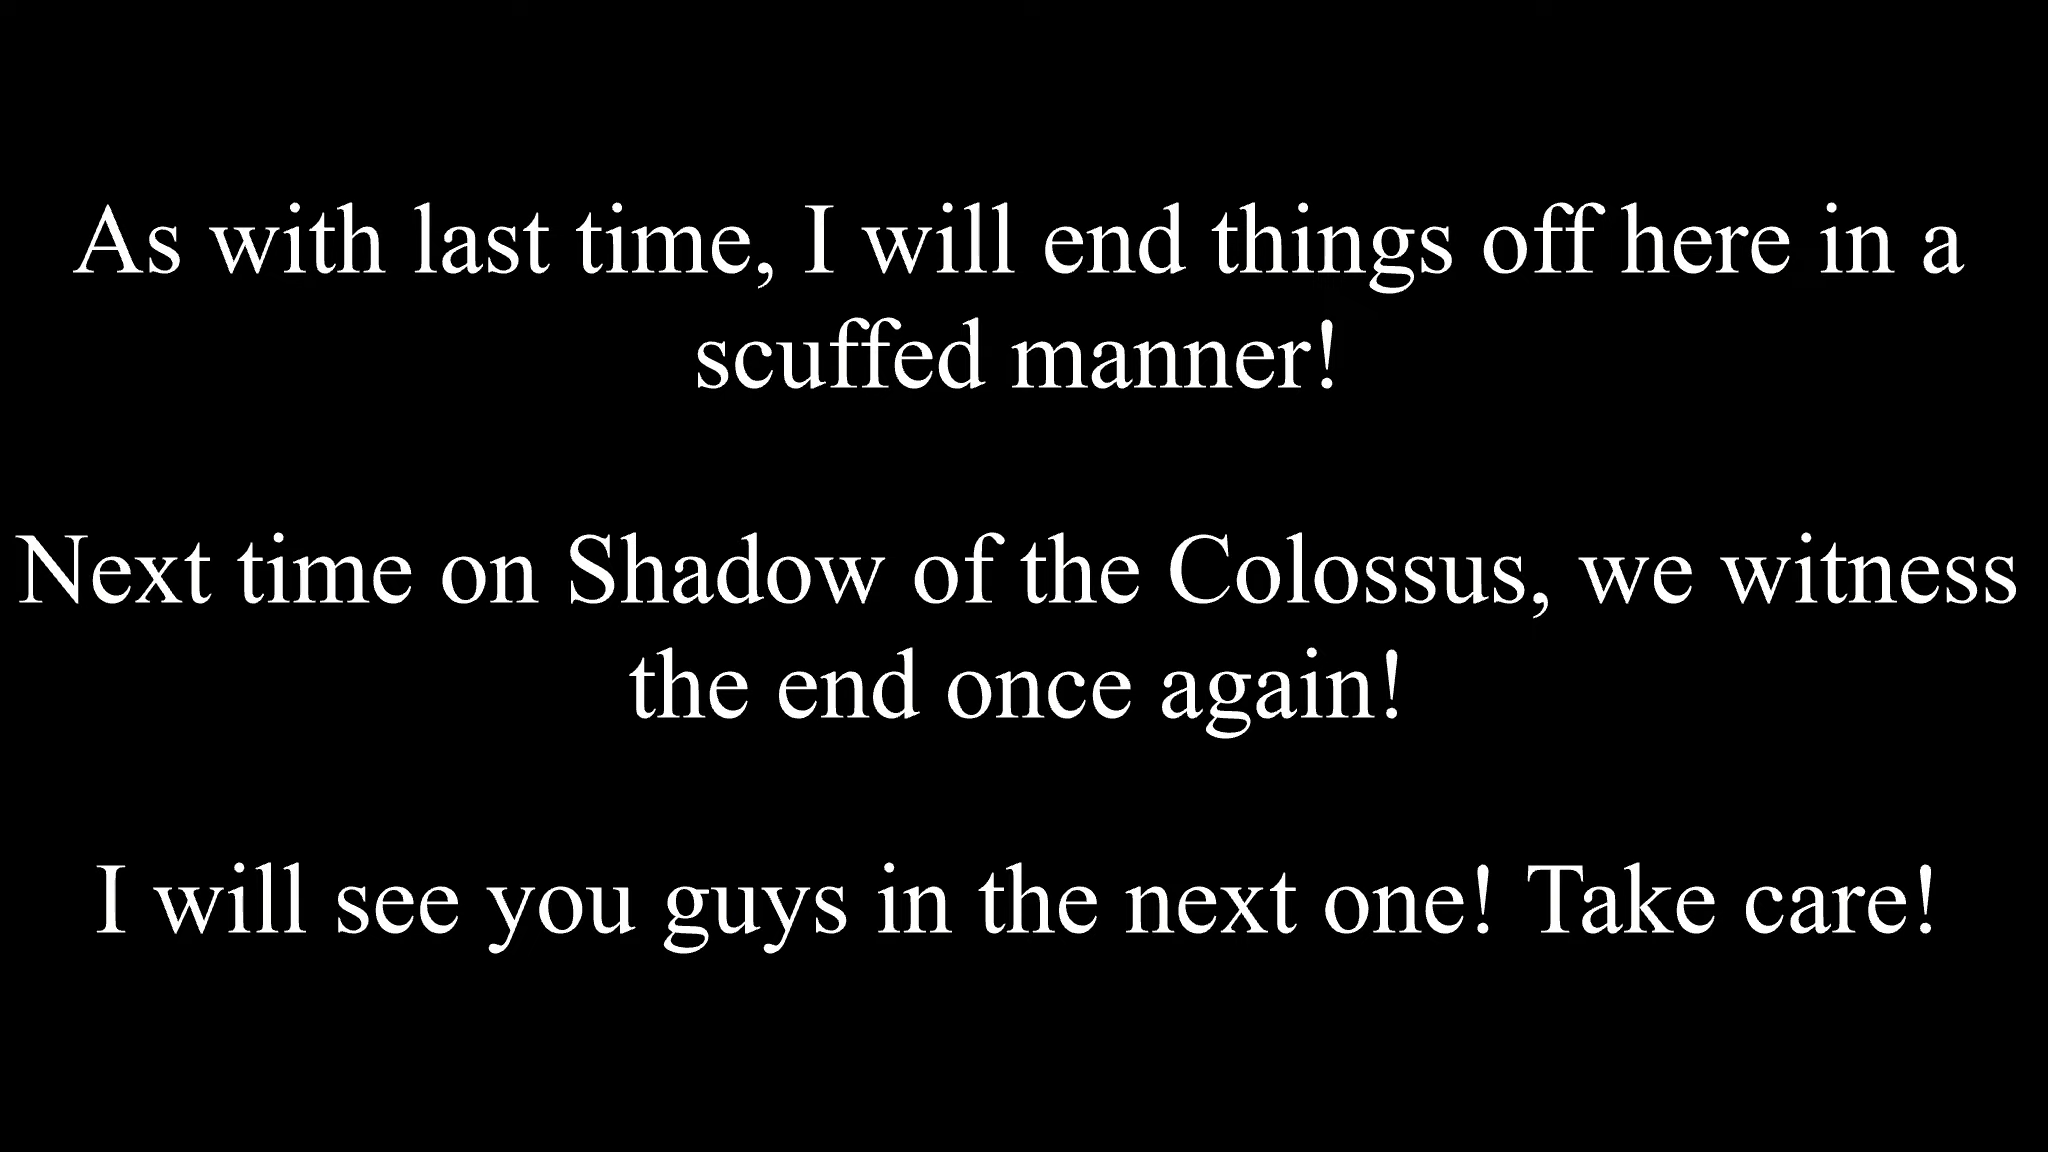 As with last time, I will end things off here in a
scuffed manner!
Next time on Shadow of the Colossus, we witness
the end once again!
I will see you guys in the next one! Take care!